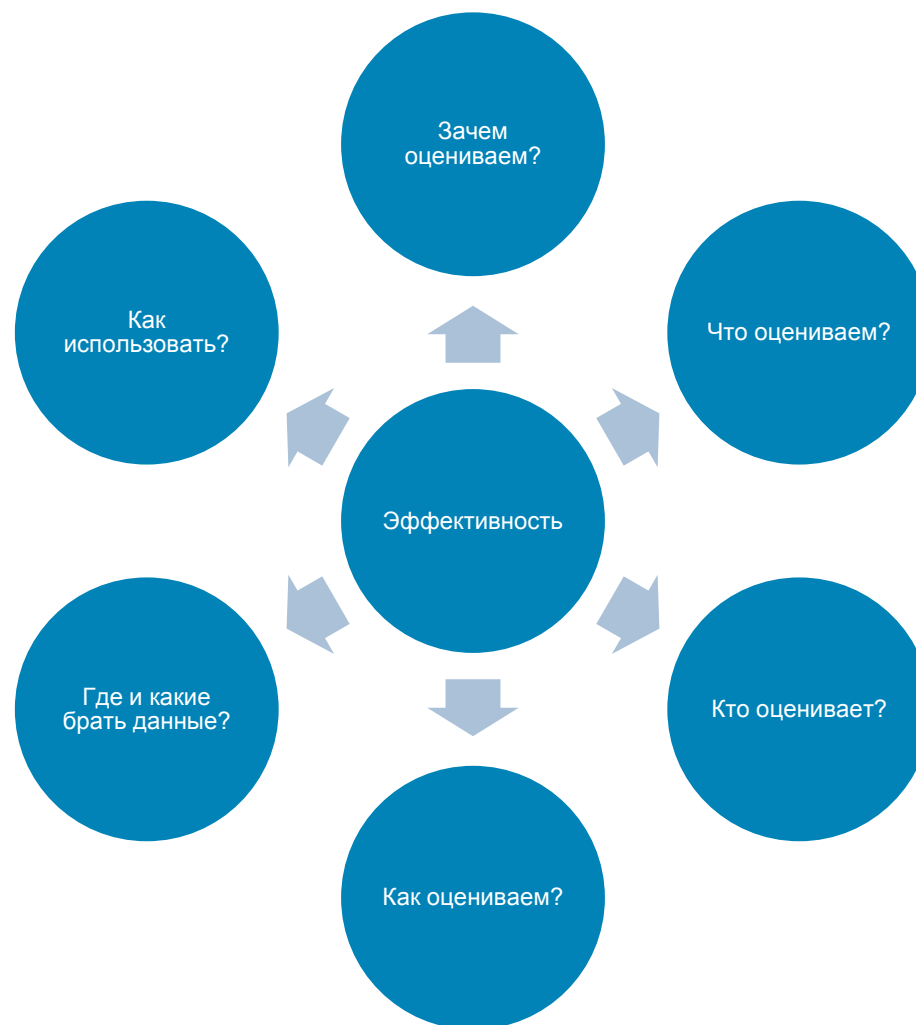 Зачем
оцениваем?
Что оцениваем?
Кто оценивает?
Как оцениваем?
Где и какие
брать данные?
Как
использовать?
Эффективность